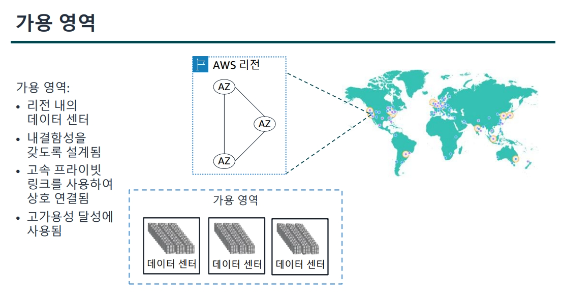 가용 영역
가용 영역:
• 리전 내의
데이터 센터
• 내결함성을
갖도록 설계됨
• 고속 프라이빗
링크를 사용하여
상호 연결됨
• 고가용성 달성에
사용됨
AWS 리전
AZ
AZ
AZ
가용 영역
데이터 센터
데이터 센터
데이터 센터